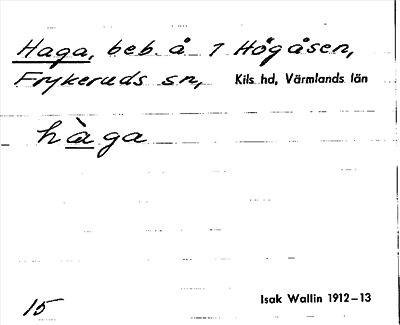 Haga, beb. å 1 Högåsen,
Frykeruds sn, Kils hd, Värmlands län
hàga
15
Isak Wallin 1912–13